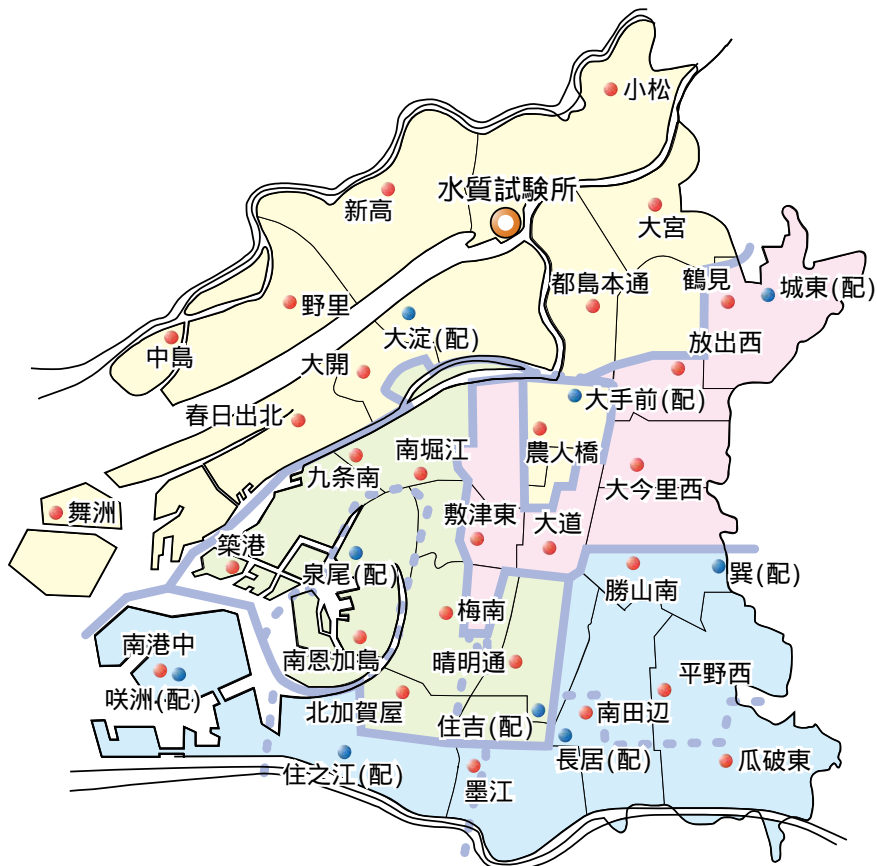 小松
水質試験所
新高
大宮
都島本通
鶴見
城東(配)
野里
大淀(配)
放出西
中島
大開
大手前(配)
春日出北
南堀江
農人橋
九条南
大今里西
舞洲
敷津東
大道
築港
泉尾(配)
勝山南
巽(配)
梅南
南港中
南恩加島
晴明通
平野西
咲洲(配)
北加賀屋
住吉(配)
南田辺
住之江(配)
長居(配)
瓜破東
墨江